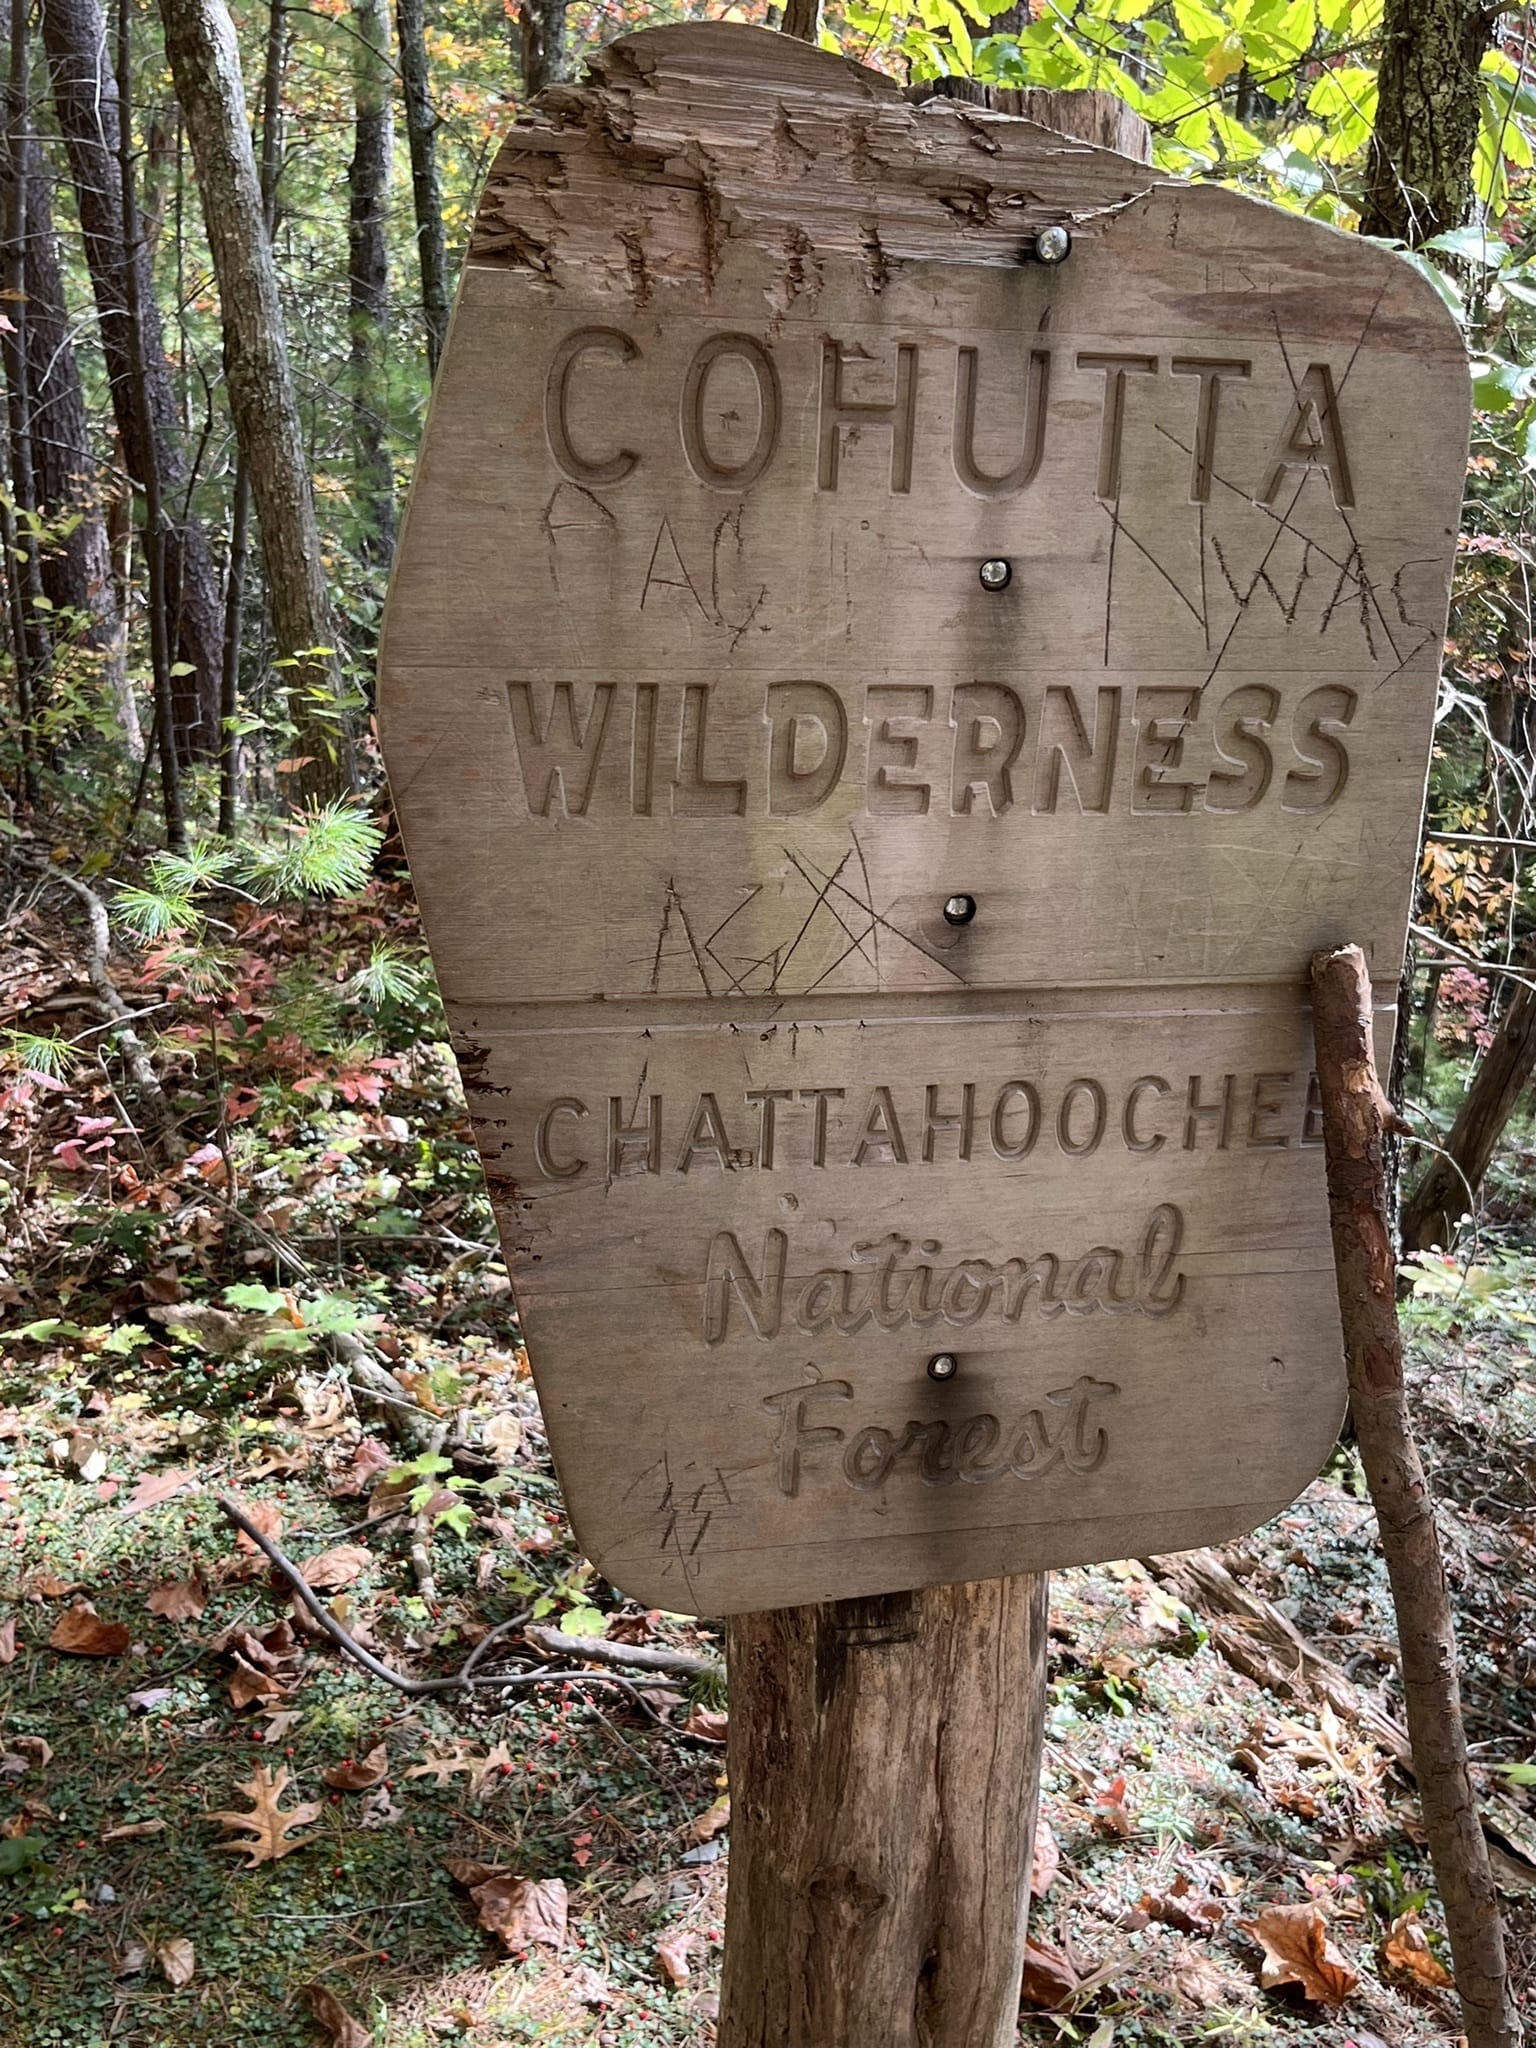 COHUTTA
WILDERNESS
CHATTAHOOCHEE
National
Forest